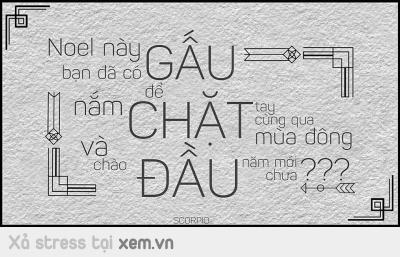 Noel này
bạn đã có
GẤU
để
nắm
CHẶT
tay
cùng qua
mùa đông
và
chào
ĐẦU
năm mới
chưa
???
SCORPIO
Xả stress tại xem.vn